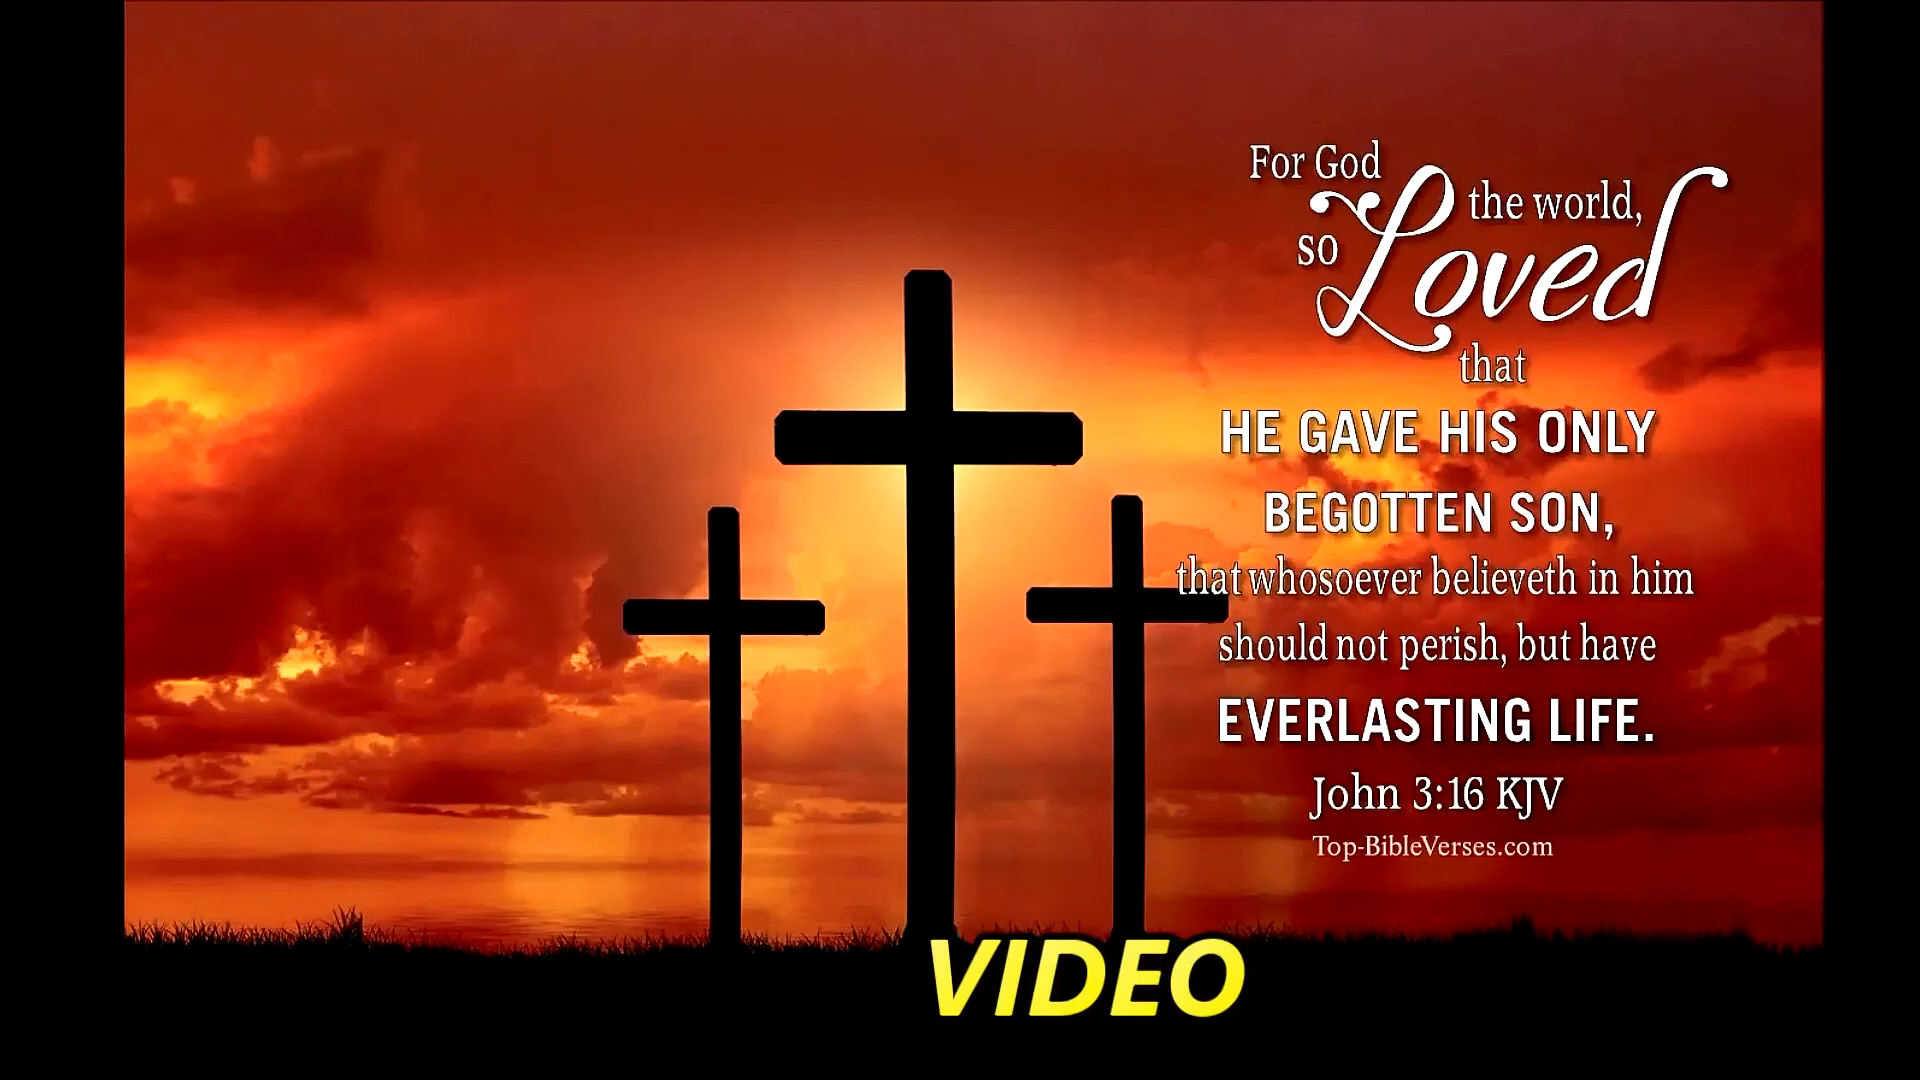 For God
so Loved the world,
that
HE GAVE HIS ONLY
BEGOTTEN SON,
that whosoever believeth in him
should not perish, but have
EVERLASTING LIFE.
John 3:16 KJV
Top-BibleVerses.com
VIDEO